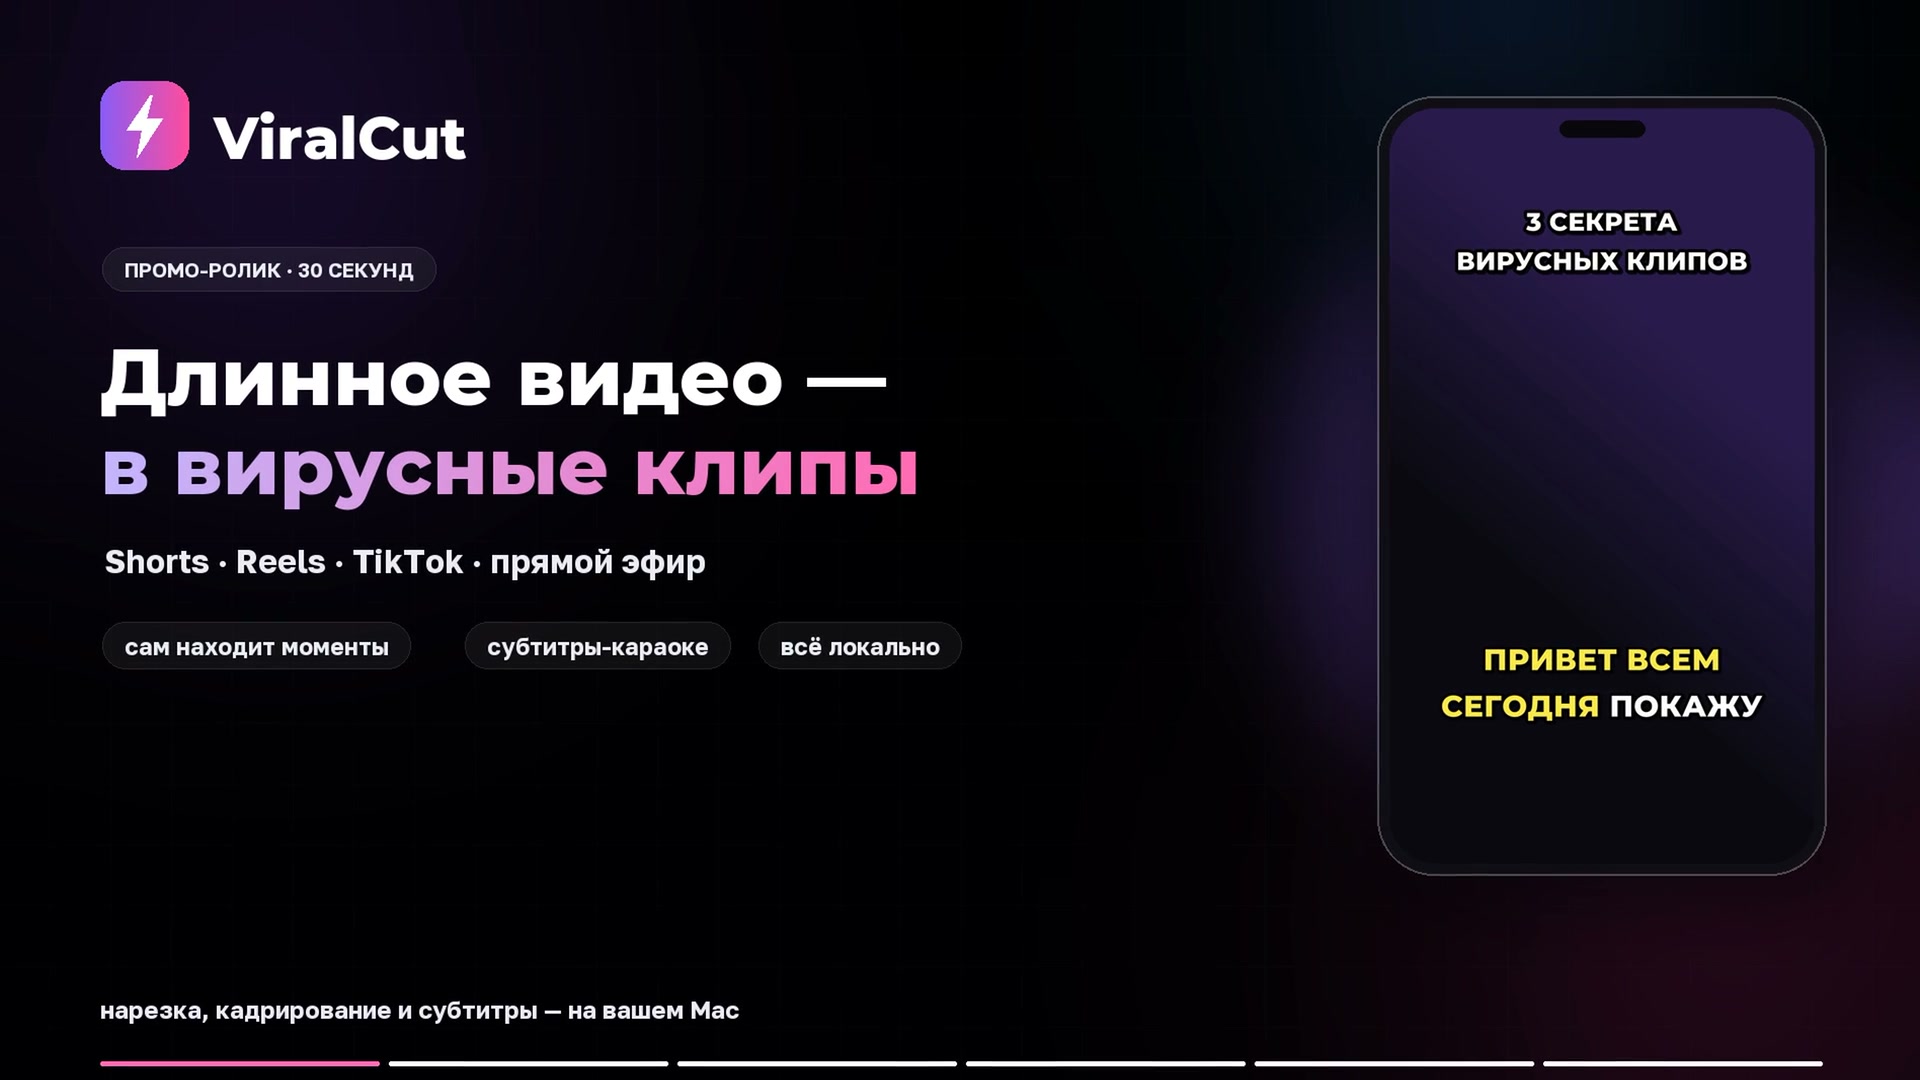 ViralCut
ПРОМО-РОЛИК · 30 СЕКУНД
Длинное видео —
в вирусные клипы
Shorts · Reels · TikTok · прямой эфир
сам находит моменты
субтитры-караоке
всё локально
нарезка, кадрирование и субтитры — на вашем Mac
3 СЕКРЕТА
ВИРУСНЫХ КЛИПОВ
ПРИВЕТ ВСЕМ
СЕГОДНЯ ПОКАЖУ